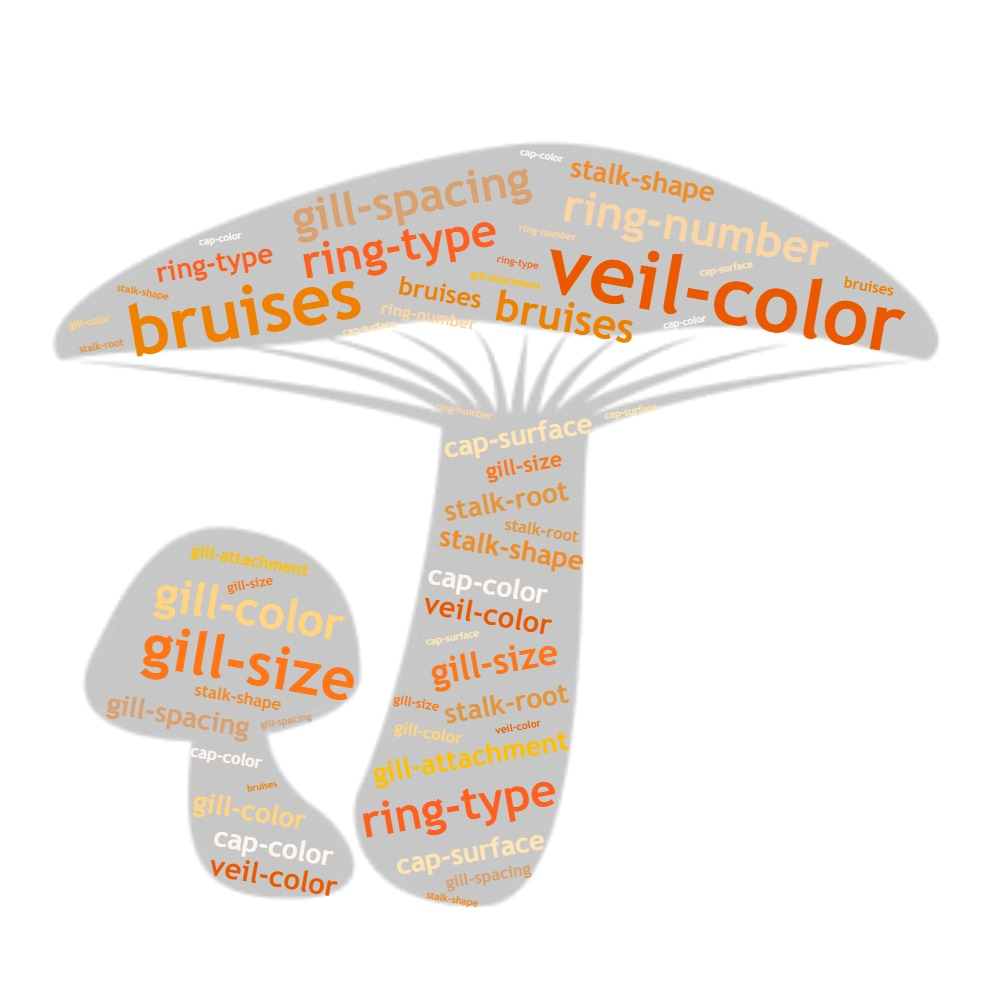 cap-color
stalk-shape
gill-spacing
ring-number
cap-color
ring-number
ring-type
ring-type
ring-type
veil-color
cap-surface
gill-attachment
bruises
stalk-shape
bruises
bruises
bruises
ring-number
gill-color
cap-surface
cap-color
stalk-root
ring-number
cap-surface
cap-surface
gill-size
stalk-root
stalk-root
stalk-shape
cap-color
veil-color
cap-surface
gill-size
gill-size
stalk-root
gill-color
veil-color
gill-attachment
ring-type
cap-surface
gill-spacing
stalk-shape
gill-attachment
gill-size
gill-color
gill-size
stalk-shape
gill-spacing
gill-spacing
cap-color
bruises
gill-color
cap-color
veil-color